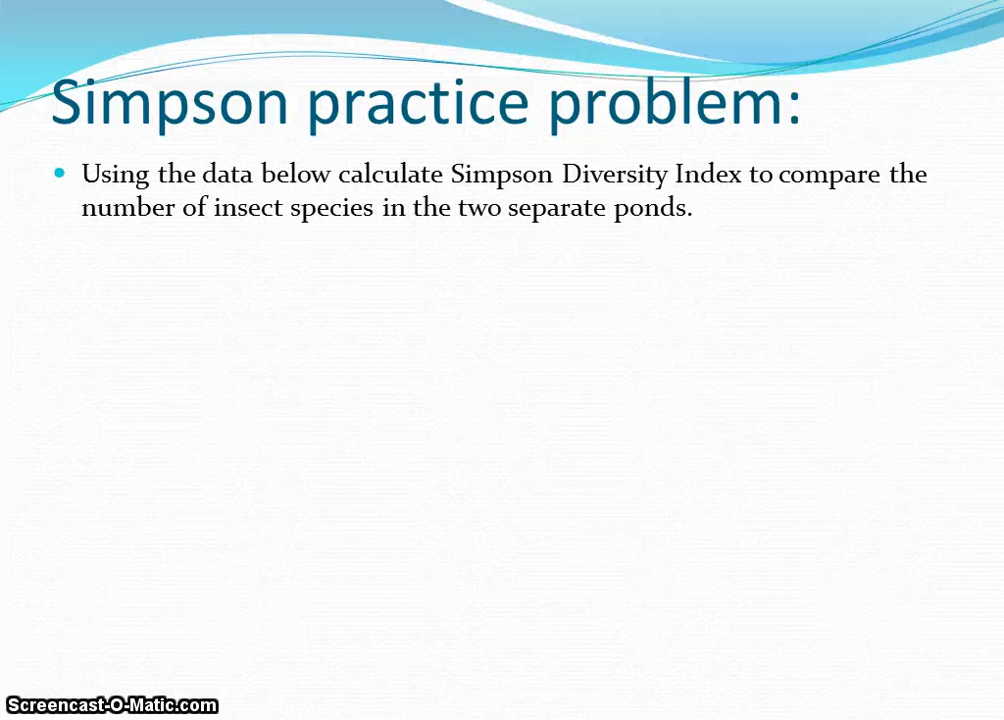 Simpson practice problem:
• Using the data below calculate Simpson Diversity Index to compare the
number of insect species in the two separate ponds.
Screencast-O-Matic.com